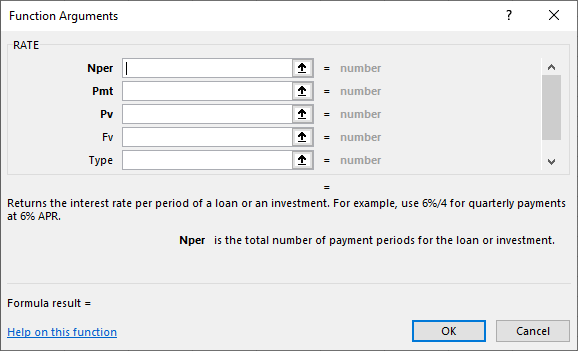 Function Arguments ?
RATE
Nper = number
Pmt = number
Pv = number
Fv = number
Type = number
=
Returns the interest rate per period of a loan or an investment. For example, use 6%/4 for quarterly payments
at 6% APR.
Nper is the total number of payment periods for the loan or investment.
Formula result =
Help on this function OK Cancel